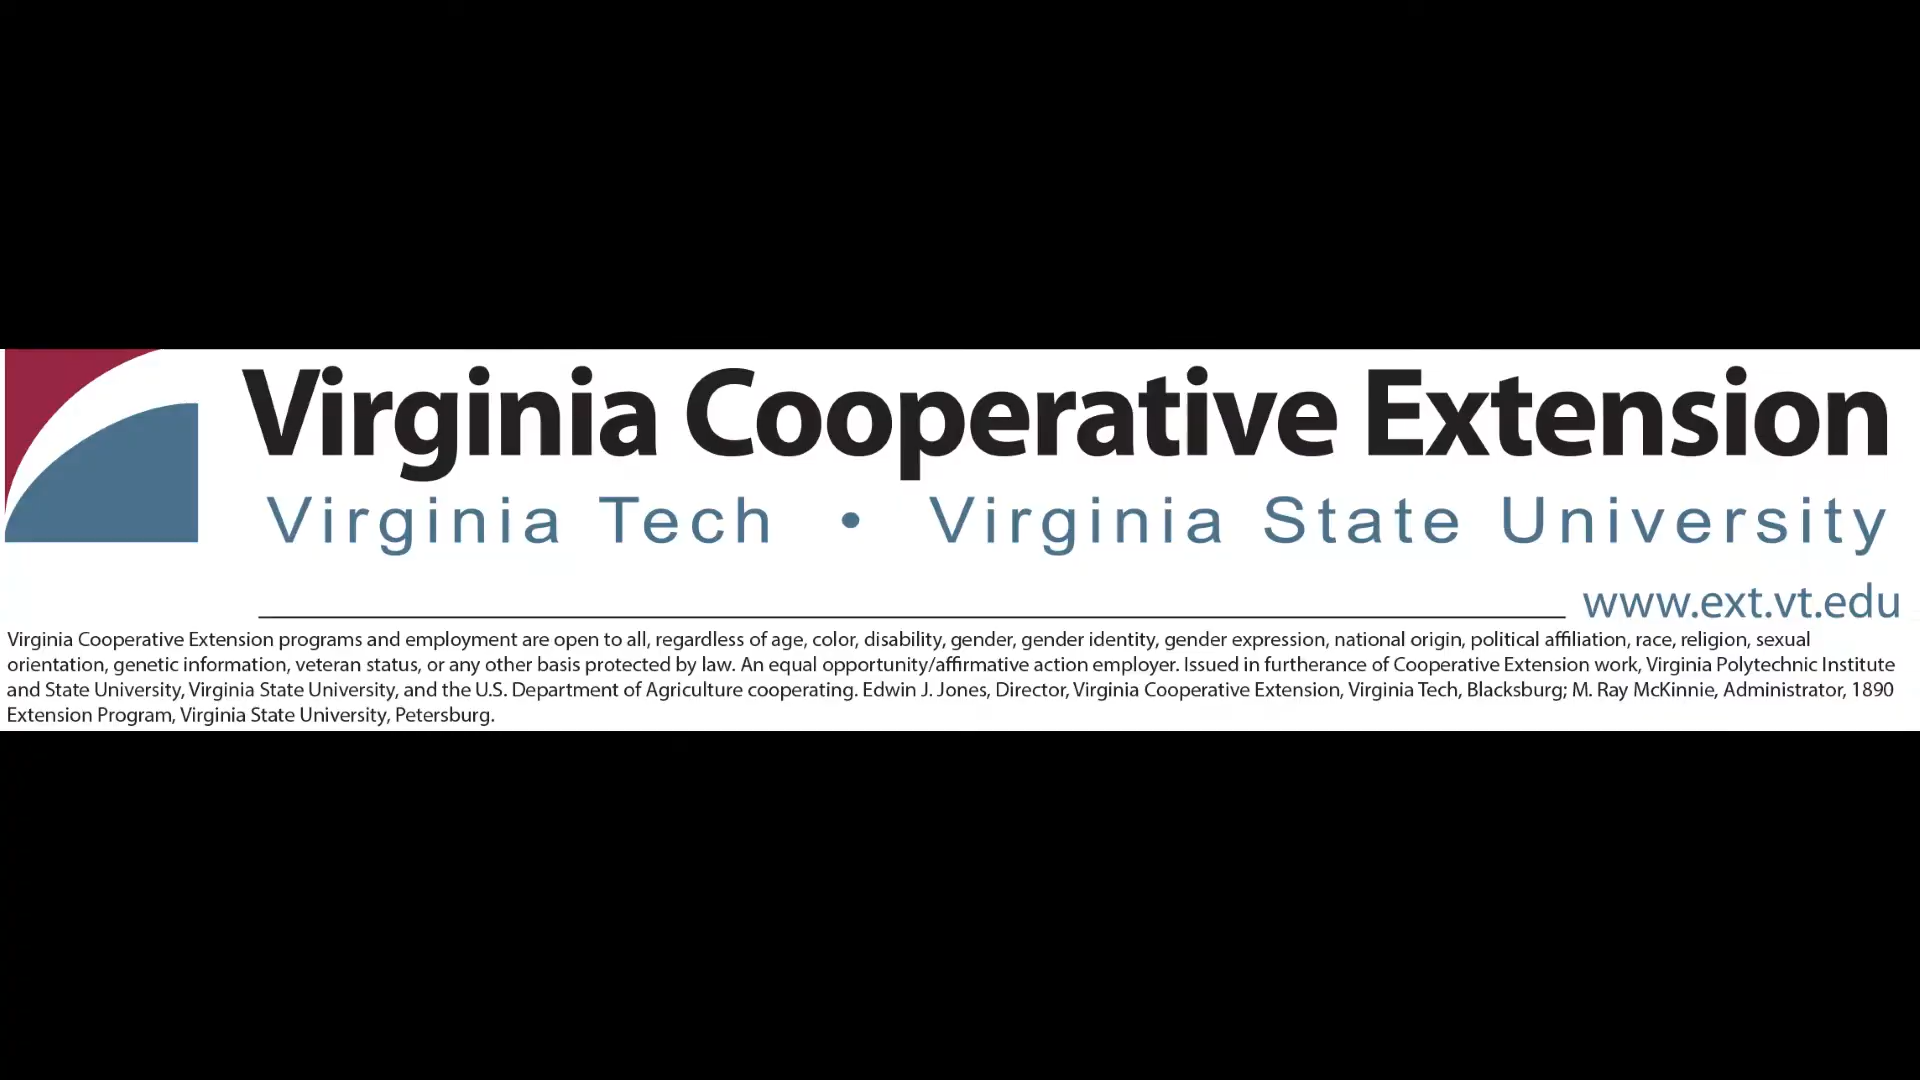 Virginia Cooperative Extension
Virginia Tech • Virginia State University
www.ext.vt.edu
Virginia Cooperative Extension programs and employment are open to all, regardless of age, color, disability, gender, gender identity, gender expression, national origin, political affiliation, race, religion, sexual
orientation, genetic information, veteran status, or any other basis protected by law. An equal opportunity/affirmative action employer. Issued in furtherance of Cooperative Extension work, Virginia Polytechnic Institute
and State University, Virginia State University, and the U.S. Department of Agriculture cooperating. Edwin J. Jones, Director, Virginia Cooperative Extension, Virginia Tech, Blacksburg; M. Ray McKinnie, Administrator, 1890
Extension Program, Virginia State University, Petersburg.